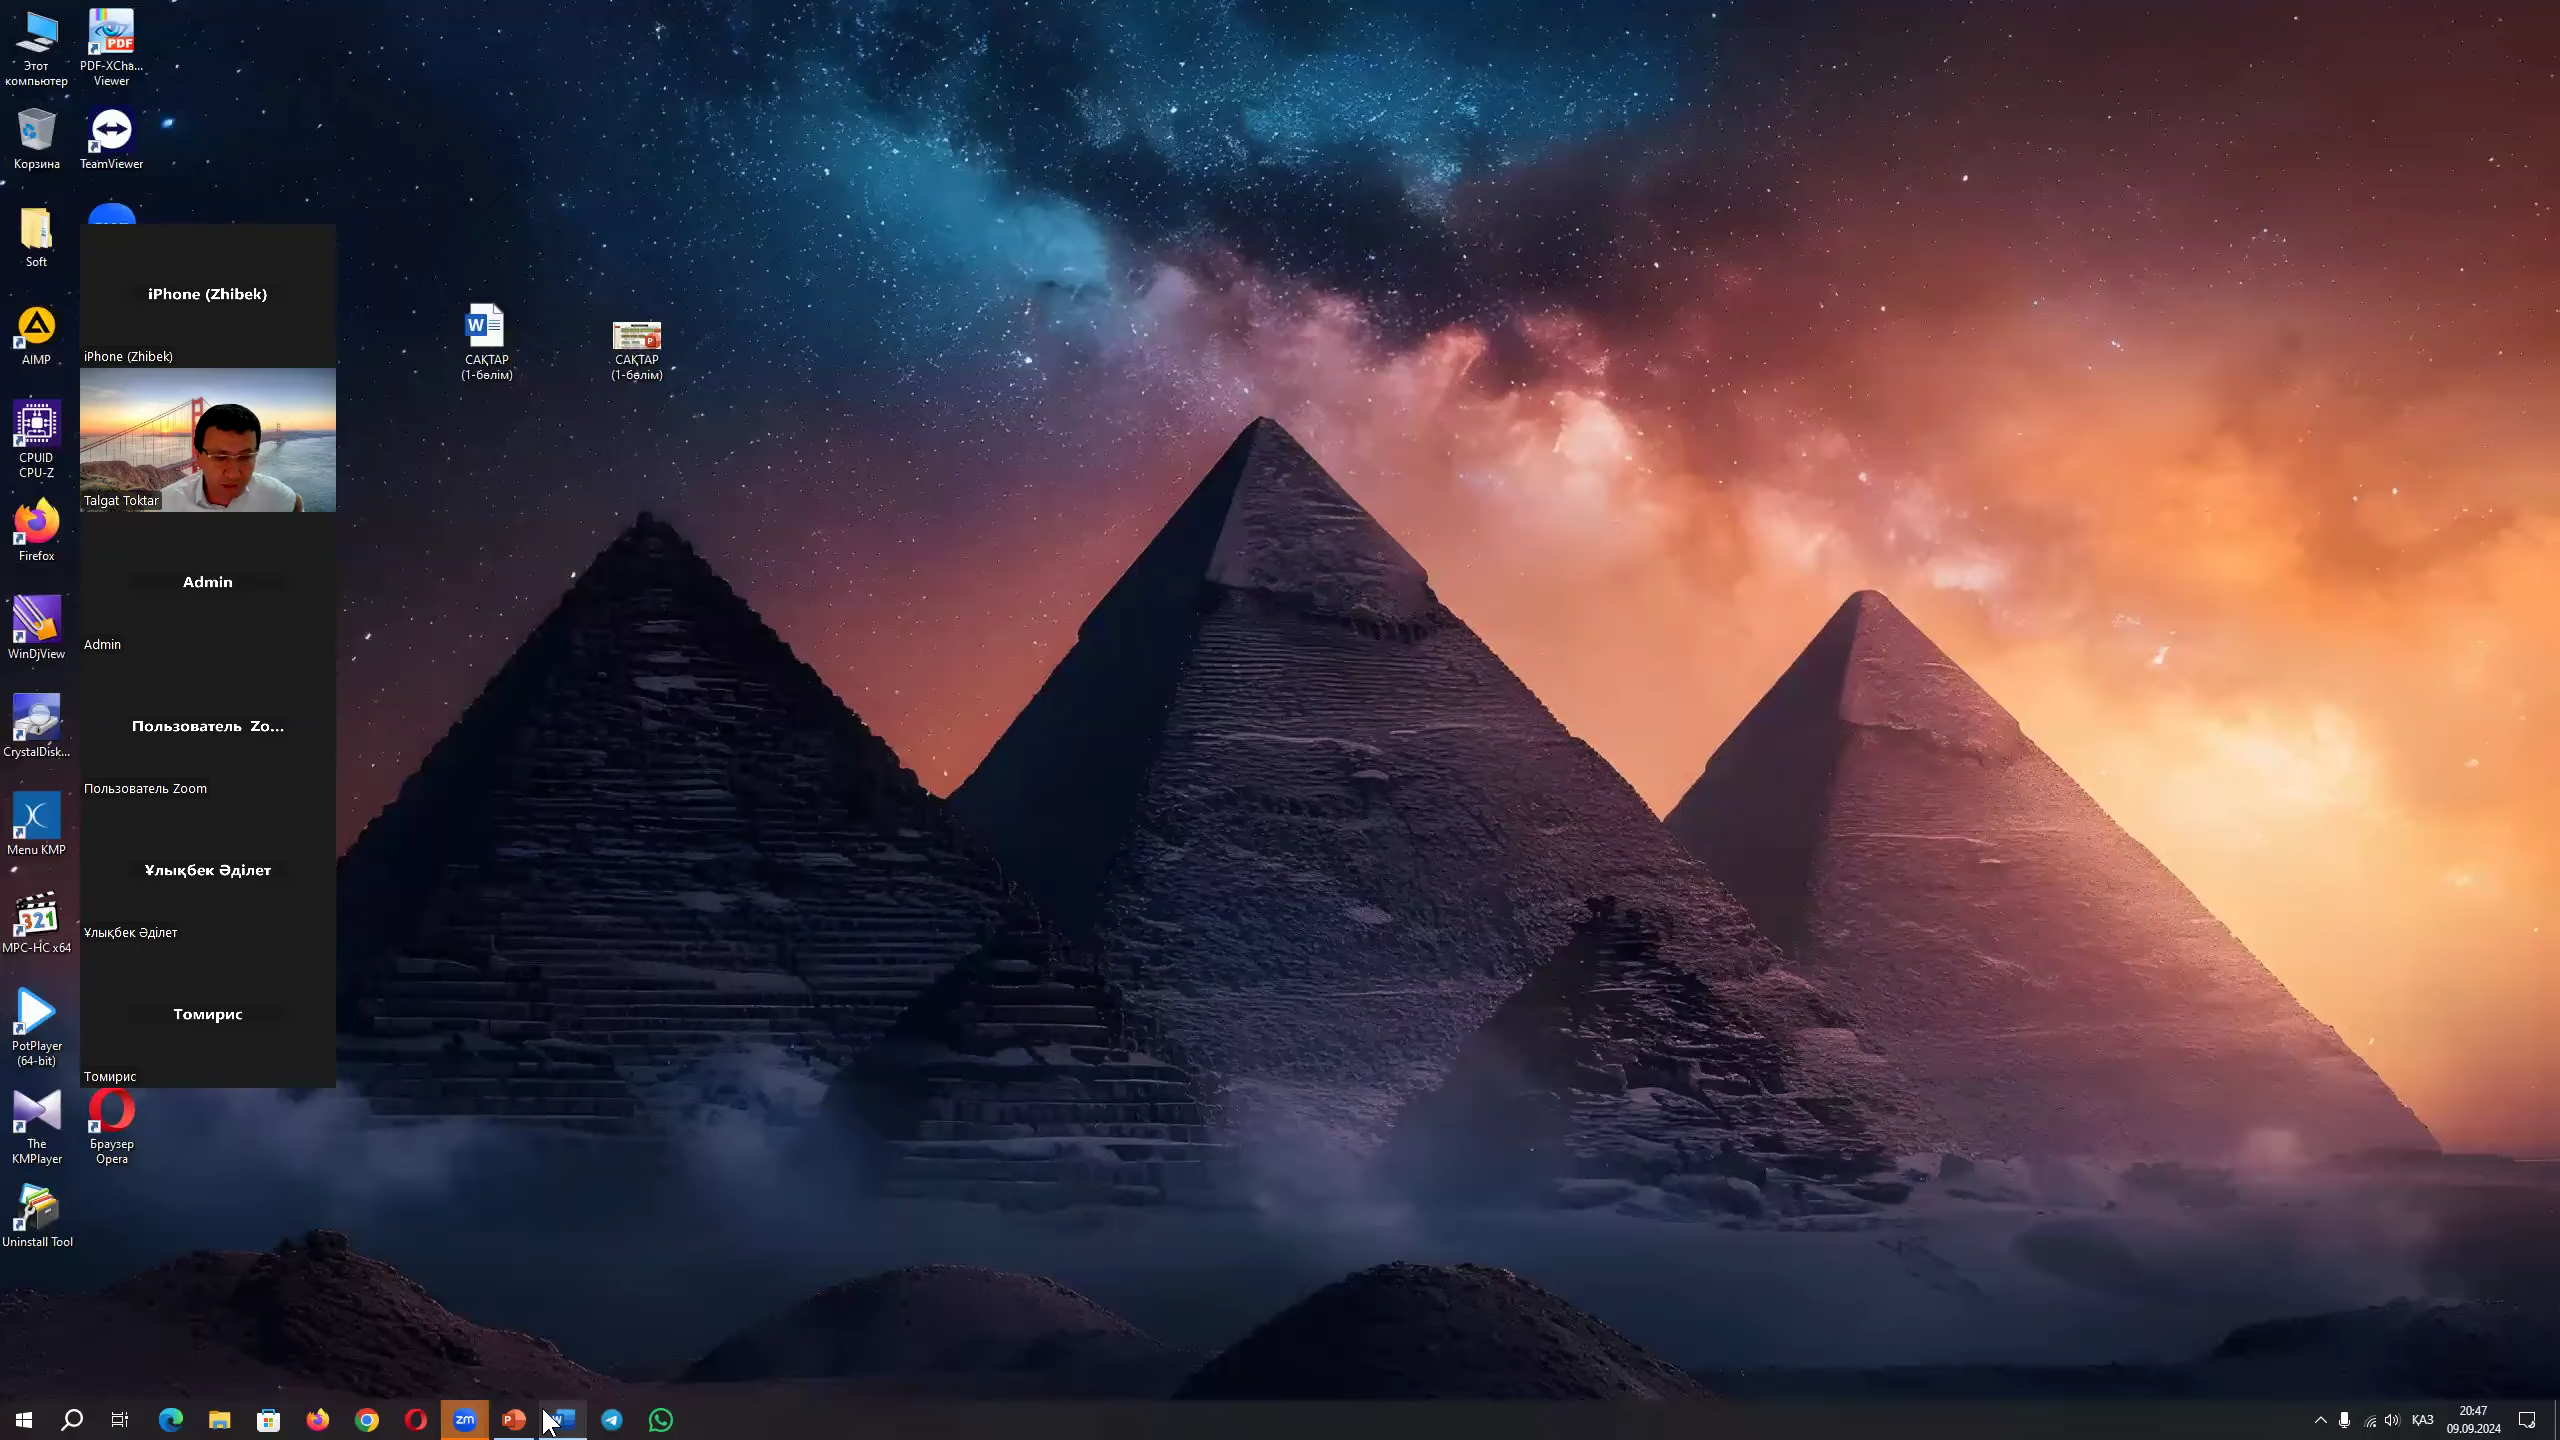 Этот
компьютер
PDF-XCha...
Viewer
PDF
Корзина
TeamViewer
Soft
AIMP
CPUID
CPU-Z
Firefox
WinDjView
CrystalDisk...
Menu KMP
321
MPC-HC x64
PotPlayer
(64-bit)
The
KMPlayer
Браузер
Opera
Uninstall Tool
iPhone (Zhibek)
iPhone (Zhibek)
Talgat Toktar
Admin
Admin
Пользователь Zo...
Пользователь Zoom
Ұлықбек Әділет
Ұлықбек Әділет
Томирис
Томирис
W
САҚТАР
(1-бөлім)
P
САҚТАР
(1-бөлім)
zm
P
ҚАЗ
20:47
09.09.2024